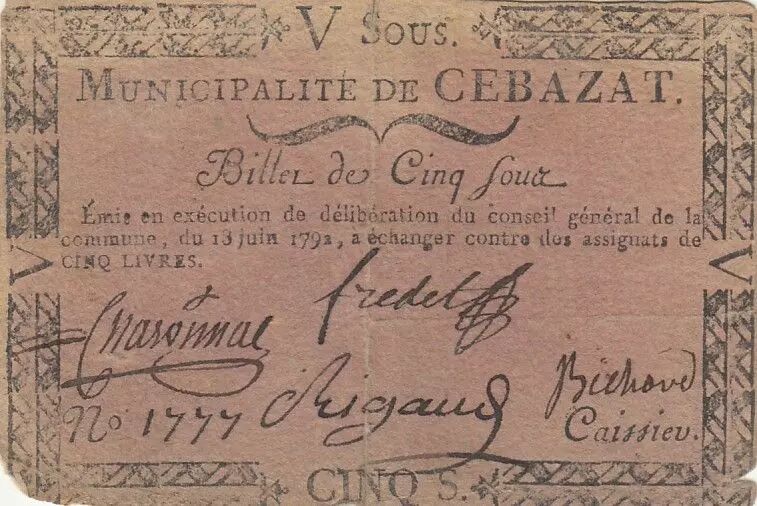 V SOUS.
MUNICIPALITÉ DE CEBAZAT.
Billet de Cinq sous
Émis en exécution de délibération du conseil général de la
commune, du 18 juin 1792, à échanger contre des assignats de
CINQ LIVRES.
V V
fredet
No 1777 Rigaud
Caissier.
CINQ S.